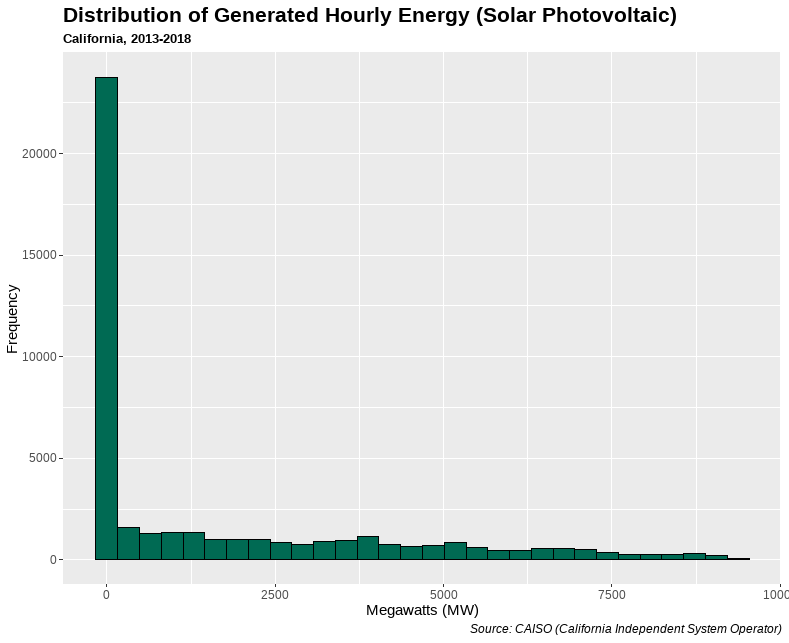 Distribution of Generated Hourly Energy (Solar Photovoltaic)
California, 2013-2018
20000
15000
10000
5000
0
Frequency
0 2500 5000 7500 1000
Megawatts (MW)
Source: CAISO (California Independent System Operator)